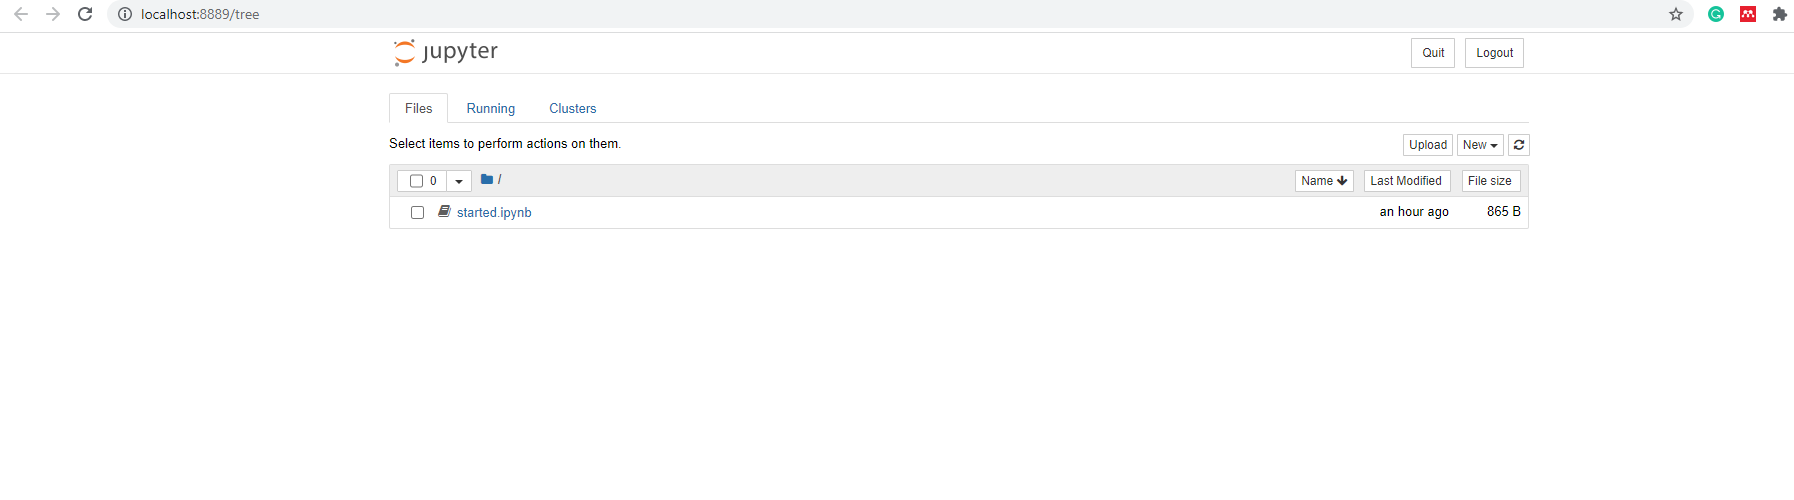 localhost:8889/tree
jupyter
Quit Logout
Files Running Clusters
Select items to perform actions on them.
Upload New
0 / Name Last Modified File size
started.ipynb an hour ago 865 B